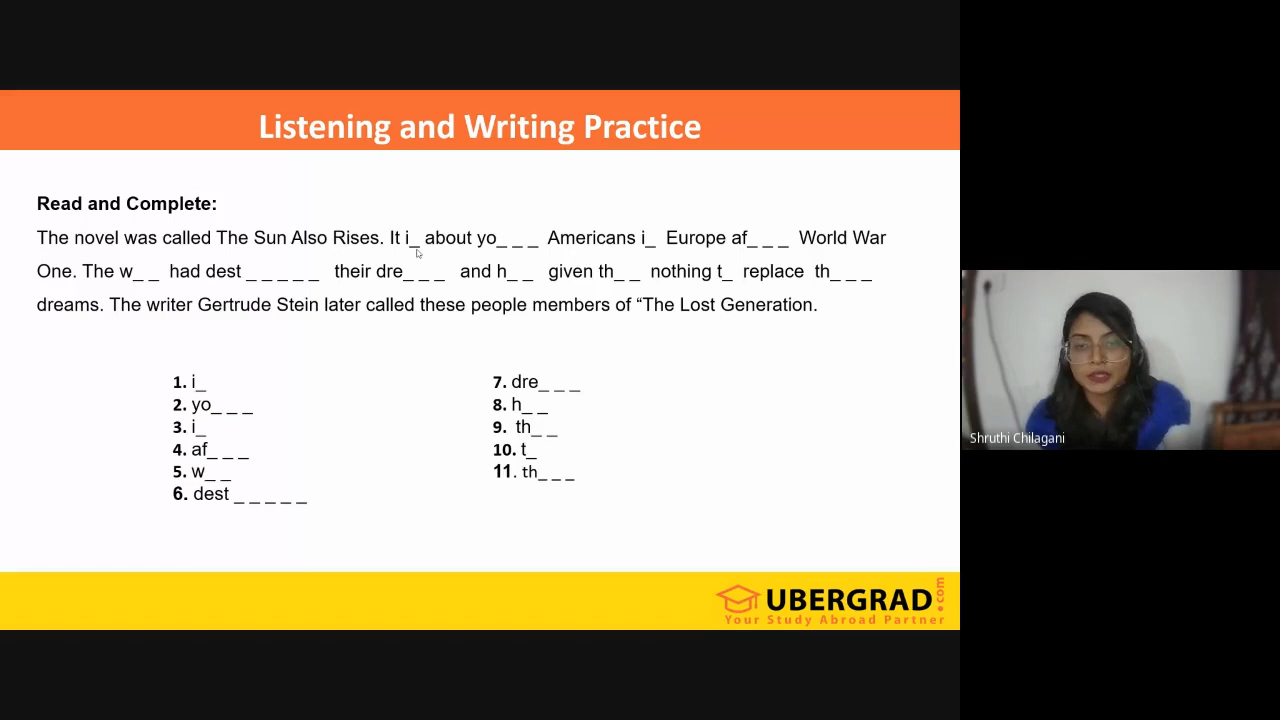 Listening and Writing Practice
Read and Complete:
The novel was called The Sun Also Rises. It i_ about yo_ _ _ Americans i_ Europe af_ _ _ World War
One. The w_ _ had dest _ _ _ _ _ their dre_ _ _ and h_ _ given th_ _ nothing t_ replace th_ _ _
dreams. The writer Gertrude Stein later called these people members of “The Lost Generation.
1. i_
2. yo_ _ _
3. i_
4. af_ _ _
5. w_ _
6. dest _ _ _ _ _
7. dre_ _ _
8. h_ _
9. th_ _
10. t_
11. th_ _ _
Shruthi Chilagani
UBERGRAD.com
Your Study Abroad Partner